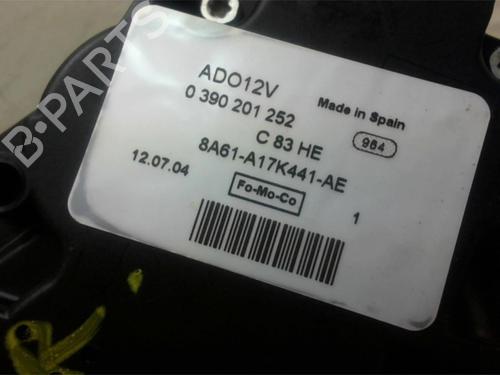 ADO12V
0 390 201 252
Made in Spain
C 83 HE
964
8A61-A17K441-AE
12.07.04
Fo-Mo-Co
1
B-PARTS